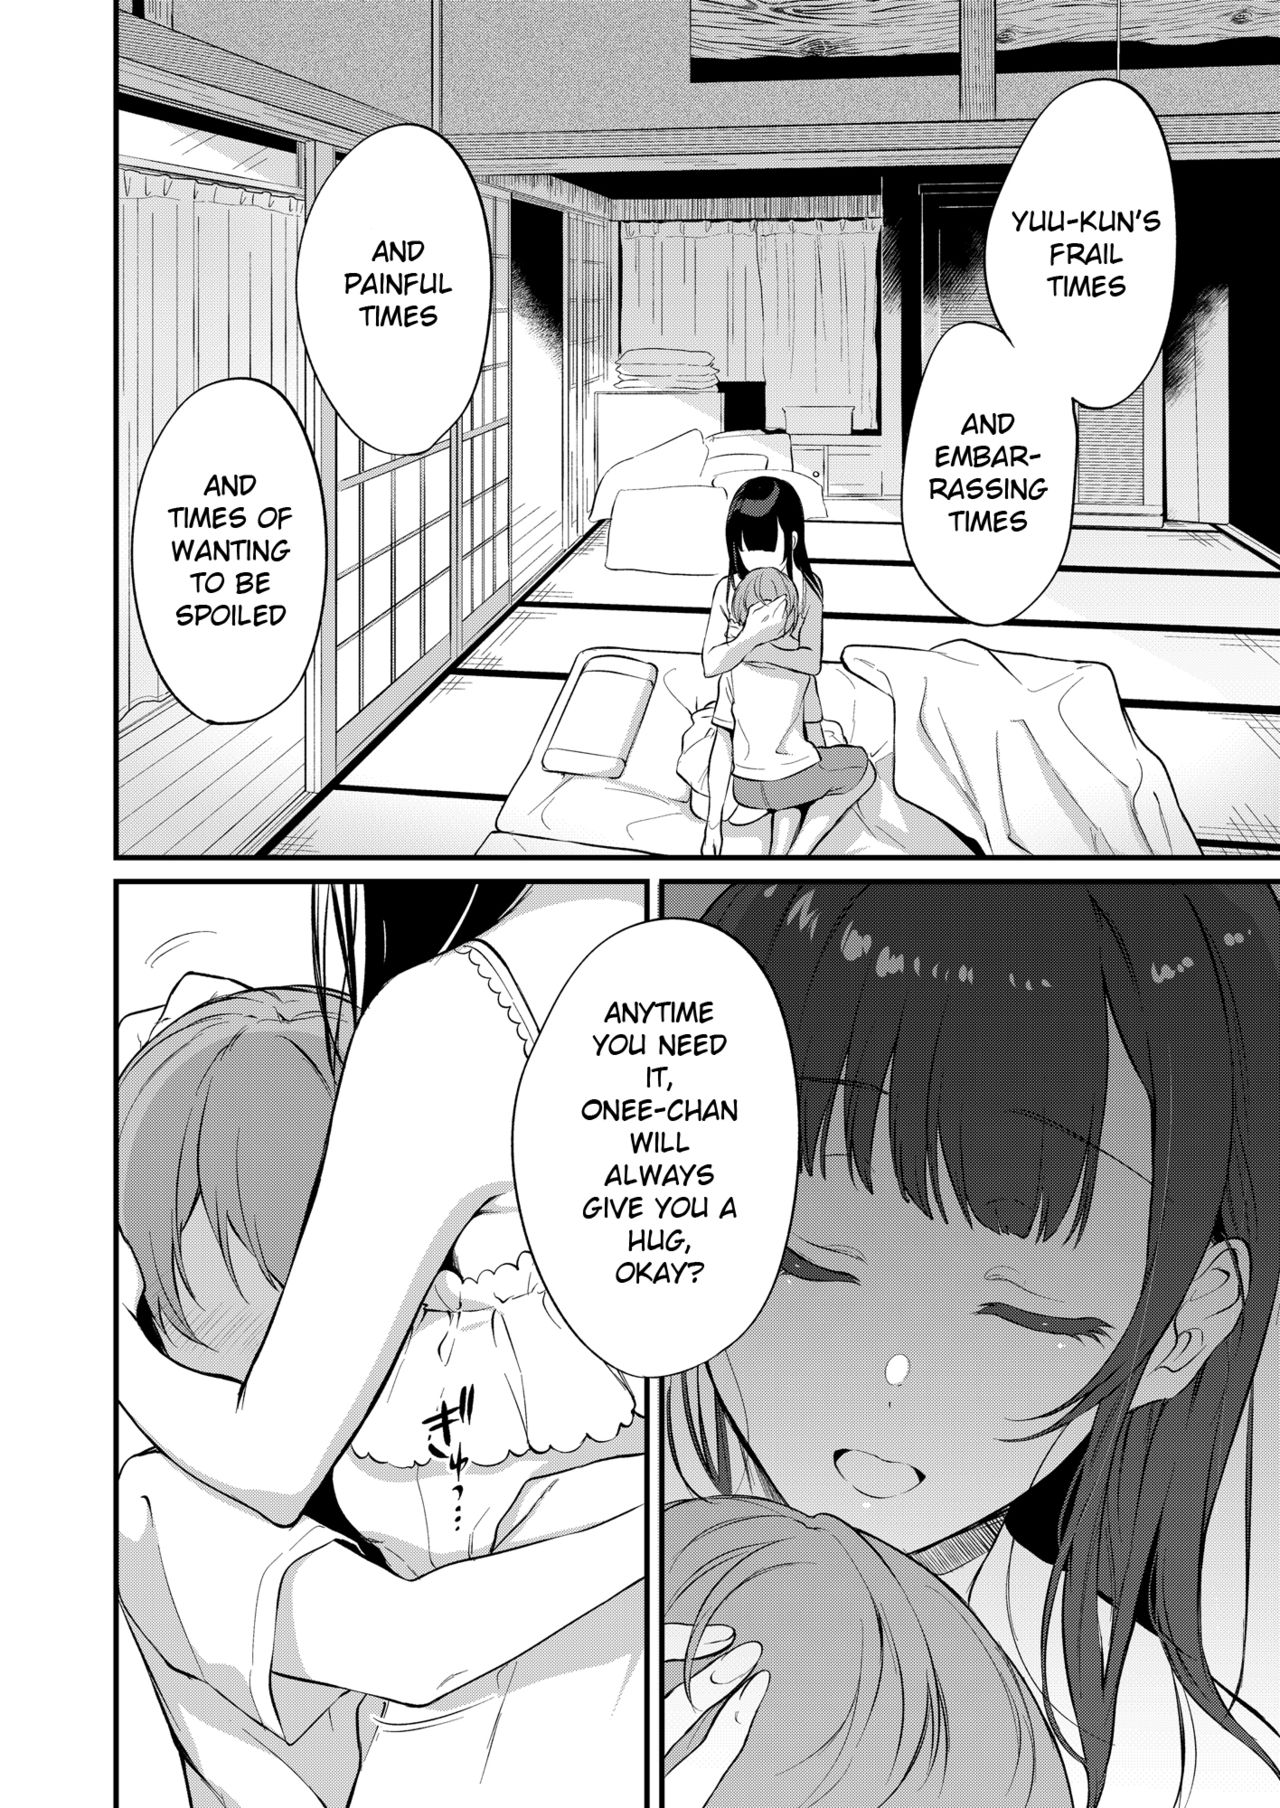 YUU-KUN'S
FRAIL
TIMES
AND
EMBAR-
RASSING
TIMES
AND
PAINFUL
TIMES
AND
TIMES OF
WANTING
TO BE
SPOILED
ANYTIME
YOU NEED
IT,
ONEE-CHAN
WILL
ALWAYS
GIVE YOU A
HUG,
OKAY?
ぎゅっ…